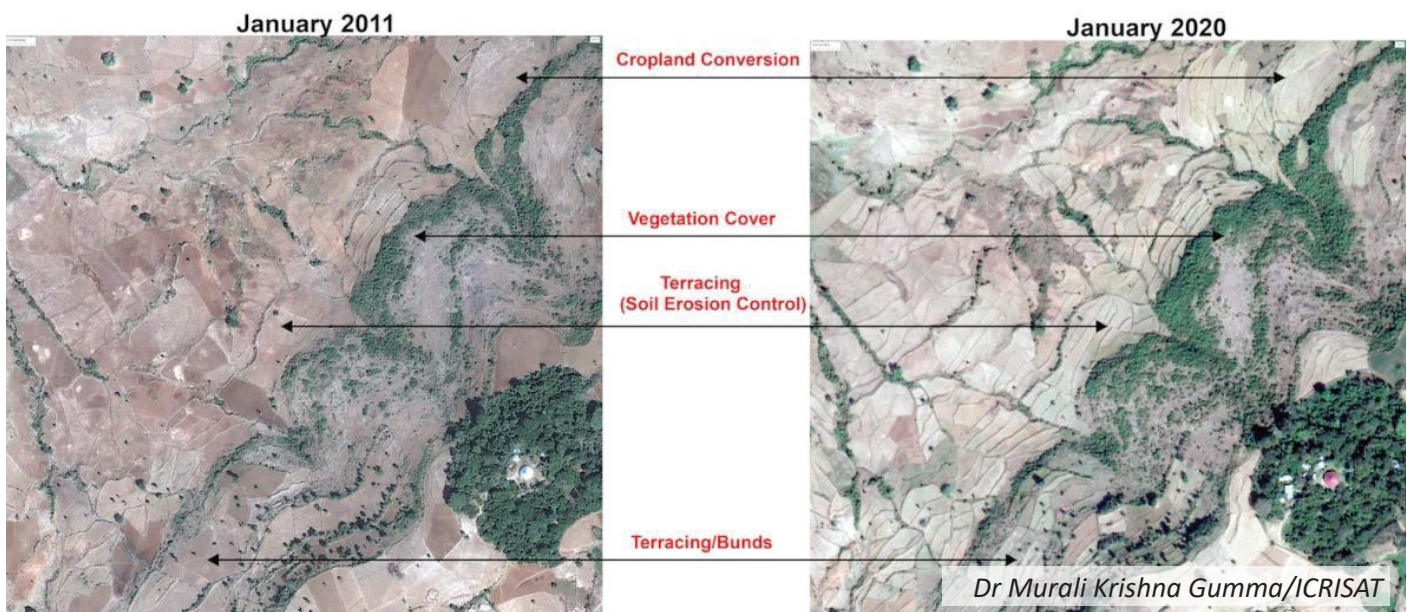 January 2011
January 2020
Cropland Conversion
Vegetation Cover
Terracing
(Soil Erosion Control)
Terracing/Bunds
Dr Murali Krishna Gumma/ICRISAT